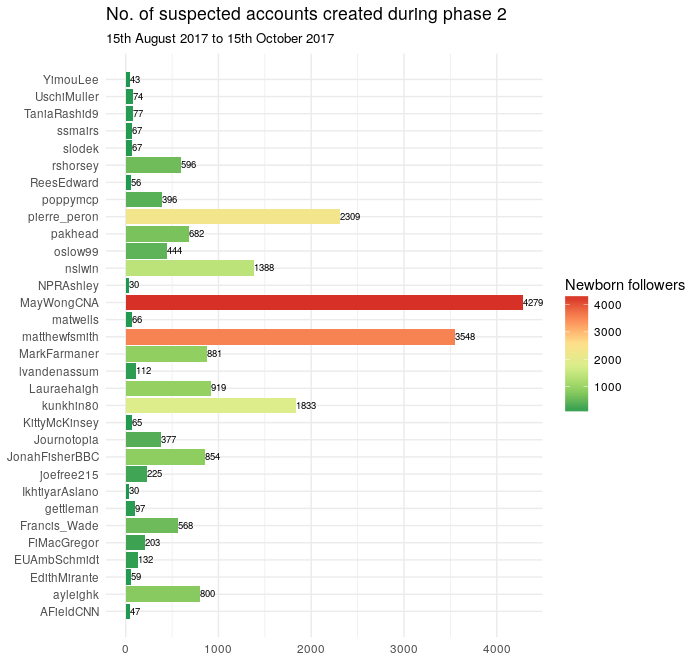 No. of suspected accounts created during phase 2
15th August 2017 to 15th October 2017
YimouLee 43
UschiMuller 74
TaniaRashid9 77
ssmairs 67
slodek 67
rshorsey 596
ReesEdward 56
poppymcp 396
pierre_peron 2309
pakhead 682
oslow99 444
nslwin 1388
NPRAshley 30
MayWongCNA 4279
matwells 66
matthewfsmith 3548
MarkFarmaner 881
lvandenassum 112
Lauraehaigh 919
kunkhin80 1833
KittyMcKinsey 65
Journotopia 377
JonahFisherBBC 854
joefree215 225
IkhtiyarAslano 30
gettleman 97
Francis_Wade 568
FiMacGregor 203
EUAmbSchmidt 132
EdithMirante 59
ayleighk 800
AFieldCNN 47
0 1000 2000 3000 4000
Newborn followers
4000
3000
2000
1000